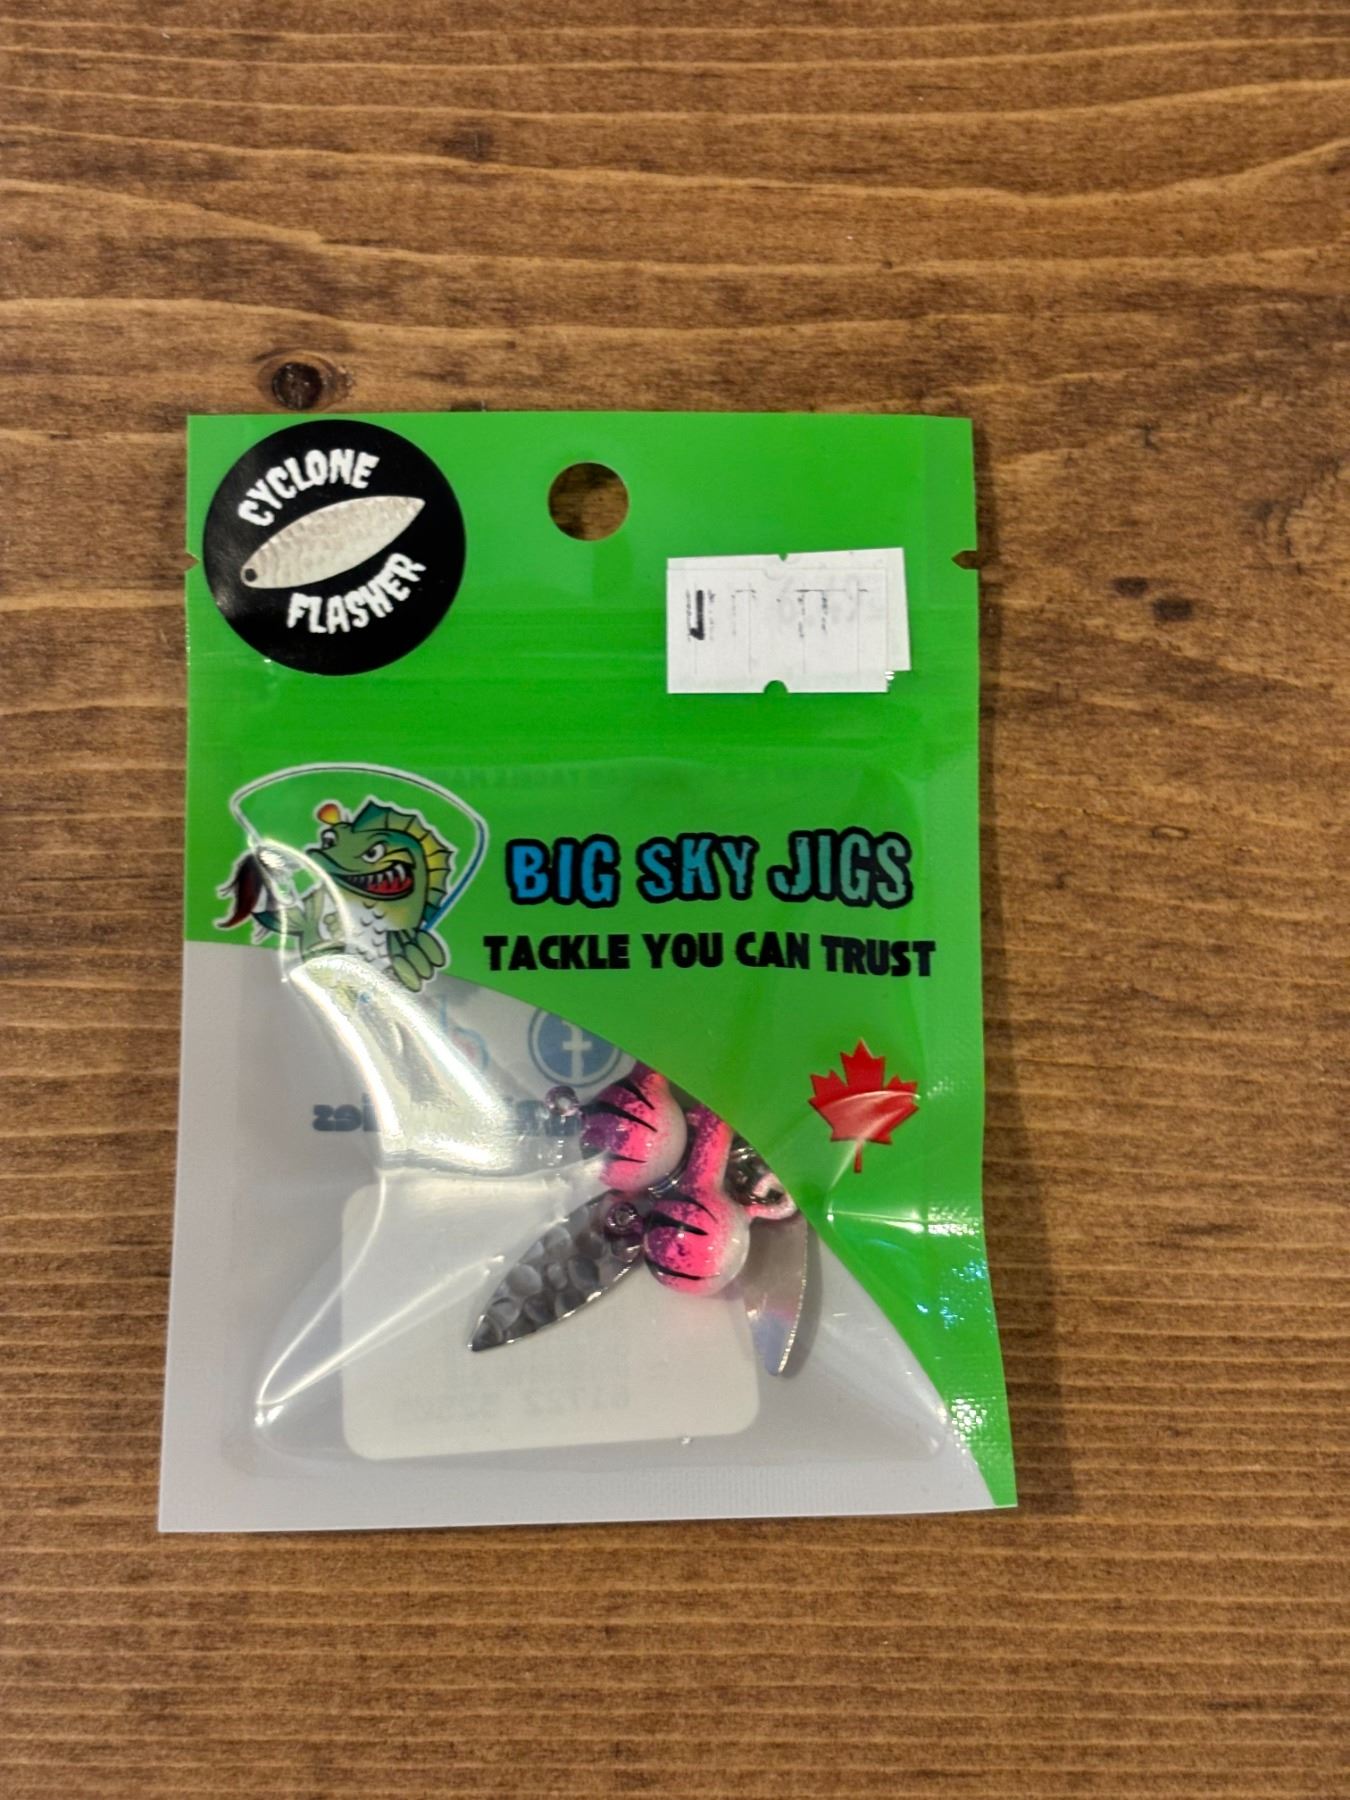 CYCLONE
FLASHER
BIG SKY JIGS
TACKLE YOU CAN TRUST